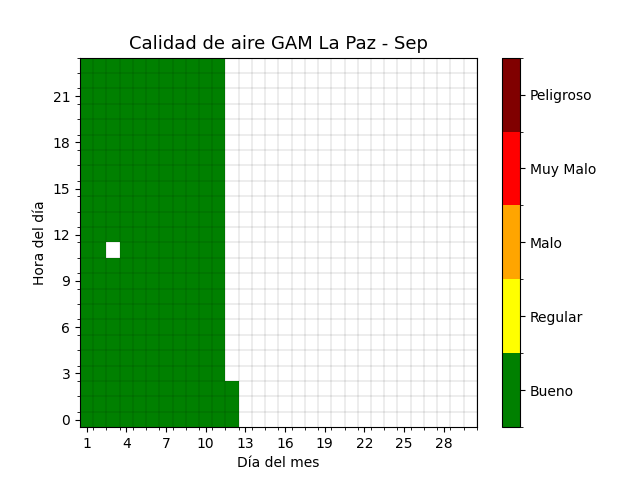 Calidad de aire GAM La Paz - Sep
Hora del día
21
18
15
12
9
6
3
0
1 4 7 10 13 16 19 22 25 28
Día del mes
Peligroso
Muy Malo
Malo
Regular
Bueno